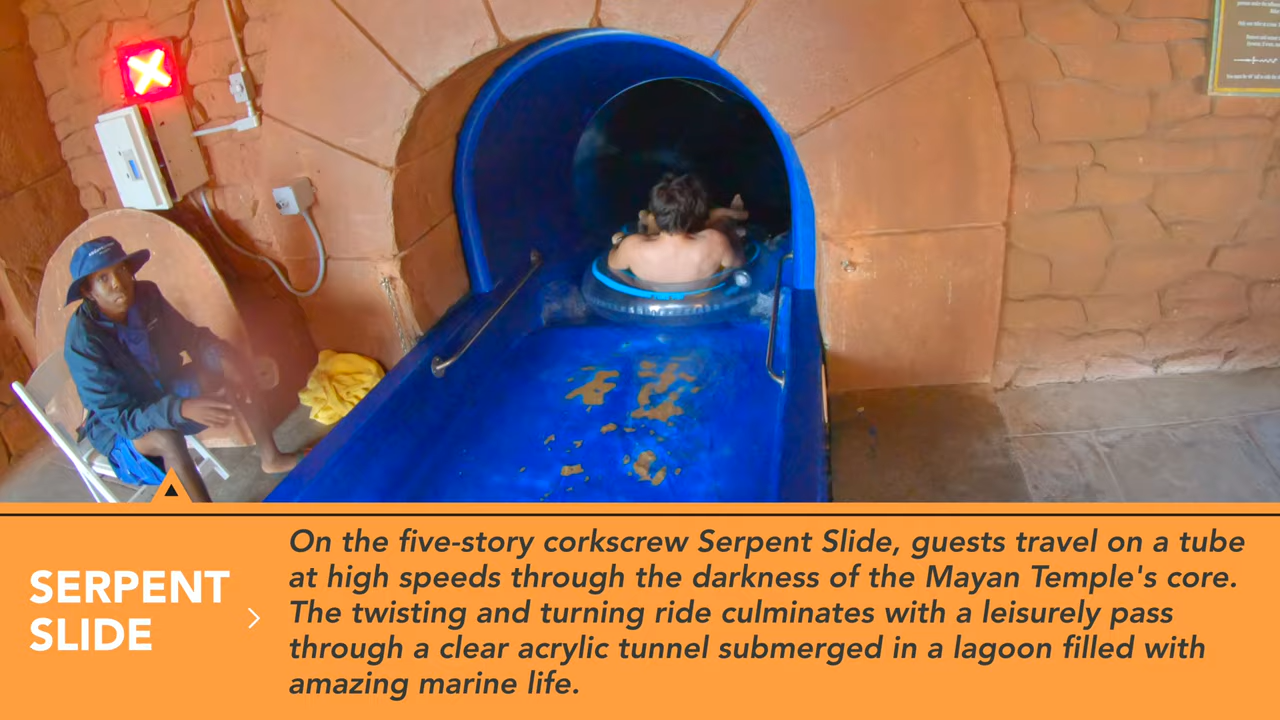 SERPENT
SLIDE
On the five-story corkscrew Serpent Slide, guests travel on a tube
at high speeds through the darkness of the Mayan Temple's core.
The twisting and turning ride culminates with a leisurely pass
through a clear acrylic tunnel submerged in a lagoon filled with
amazing marine life.